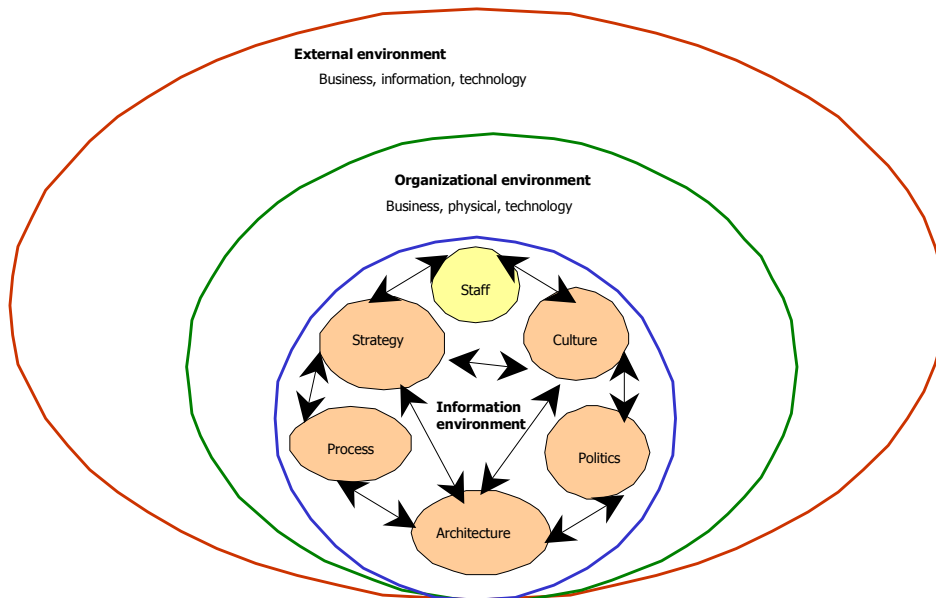 External environment
Business, information, technology
Organizational environment
Business, physical, technology
Staff
Strategy
Culture
Information
environment
Process
Politics
Architecture